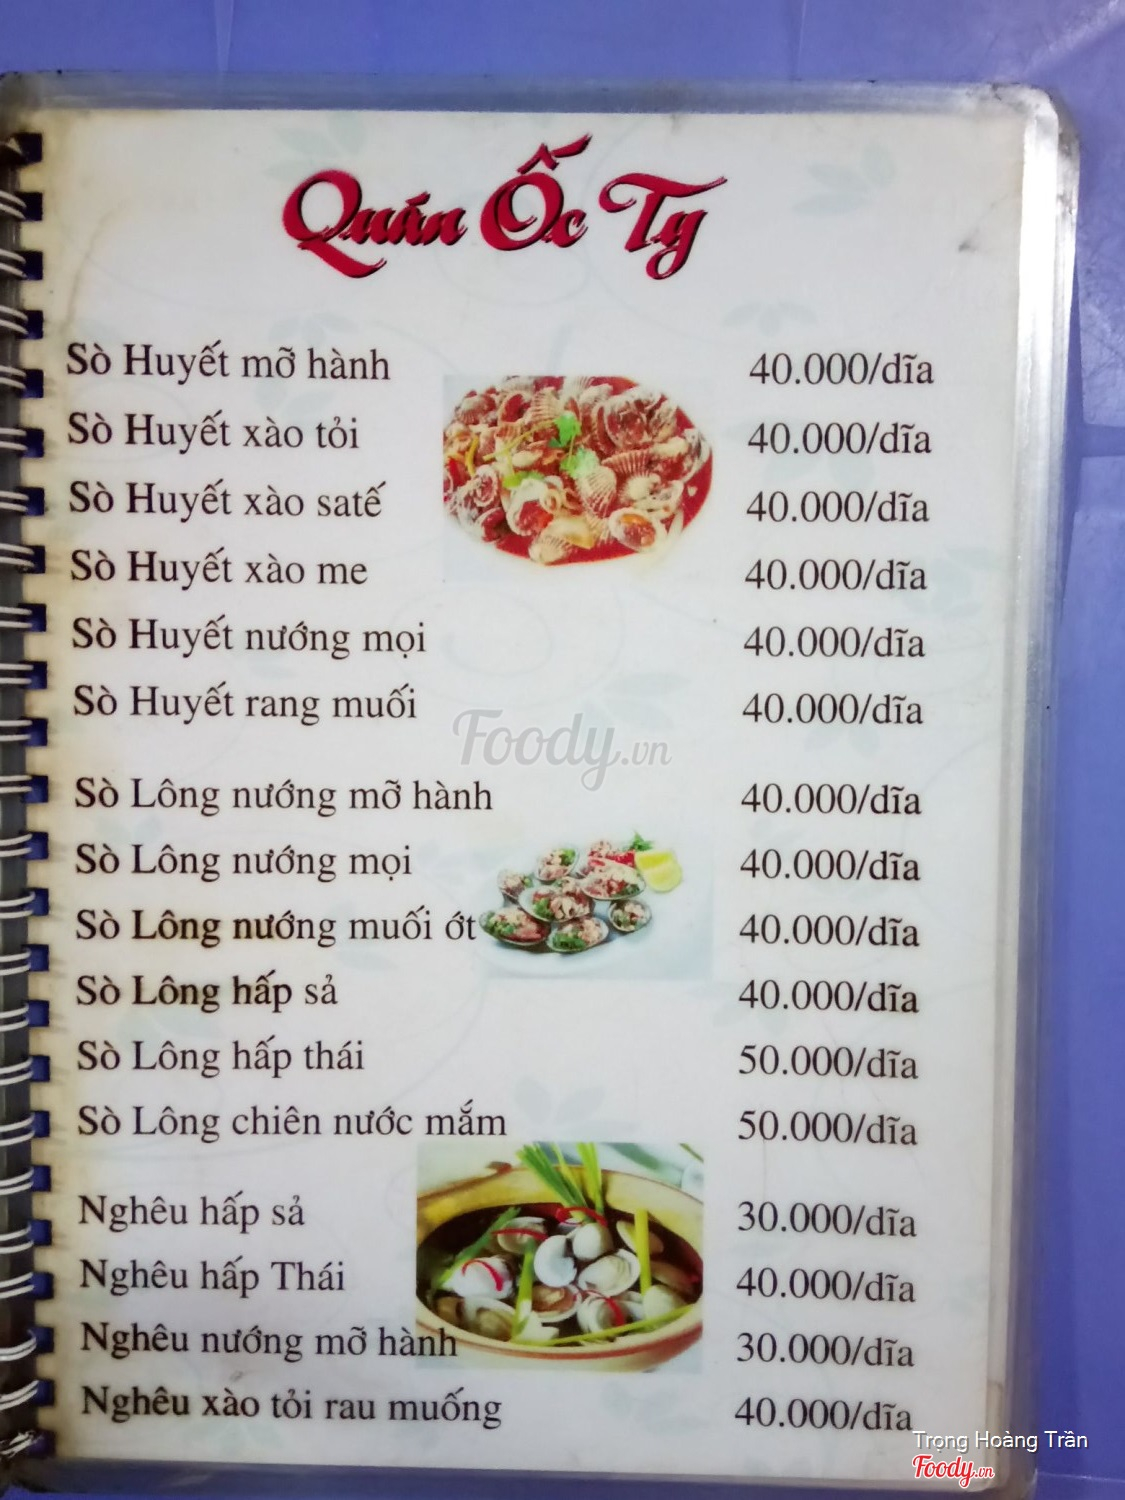 Quán Ốc Ty
Sò Huyết mỡ hành 40.000/dĩa
Sò Huyết xào tỏi 40.000/dĩa
Sò Huyết xào satế 40.000/dĩa
Sò Huyết xào me 40.000/dĩa
Sò Huyết nướng mọi 40.000/dĩa
Sò Huyết rang muối 40.000/dĩa
Foody.vn
Sò Lông nướng mỡ hành 40.000/dĩa
Sò Lông nướng mọi 40.000/dĩa
Sò Lông nướng muối ớt 40.000/dĩa
Sò Lông hấp sả 40.000/dĩa
Sò Lông hấp thái 50.000/dĩa
Sò Lông chiên nước mắm 50.000/dĩa
Nghêu hấp sả 30.000/dĩa
Nghêu hấp Thái 40.000/dĩa
Nghêu nướng mỡ hành 30.000/dĩa
Nghêu xào tỏi rau muống 40.000/dĩa
Trọng Hoàng Trần
Foody.vn